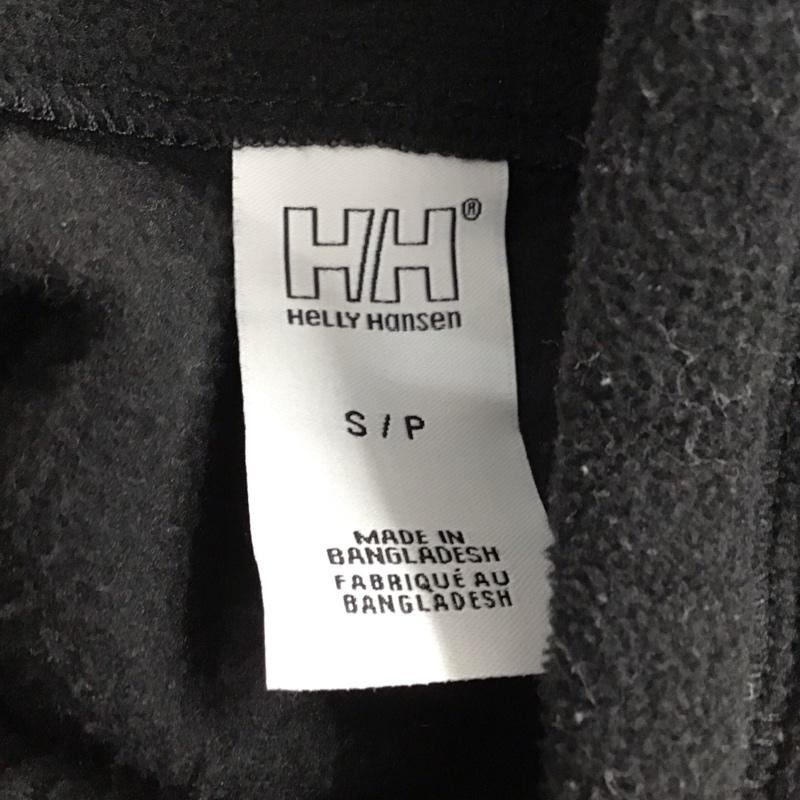 HH®
HELLY HANSEN
S / P
MADE IN
BANGLADESH
FABRIQUÉ AU
BANGLADESH